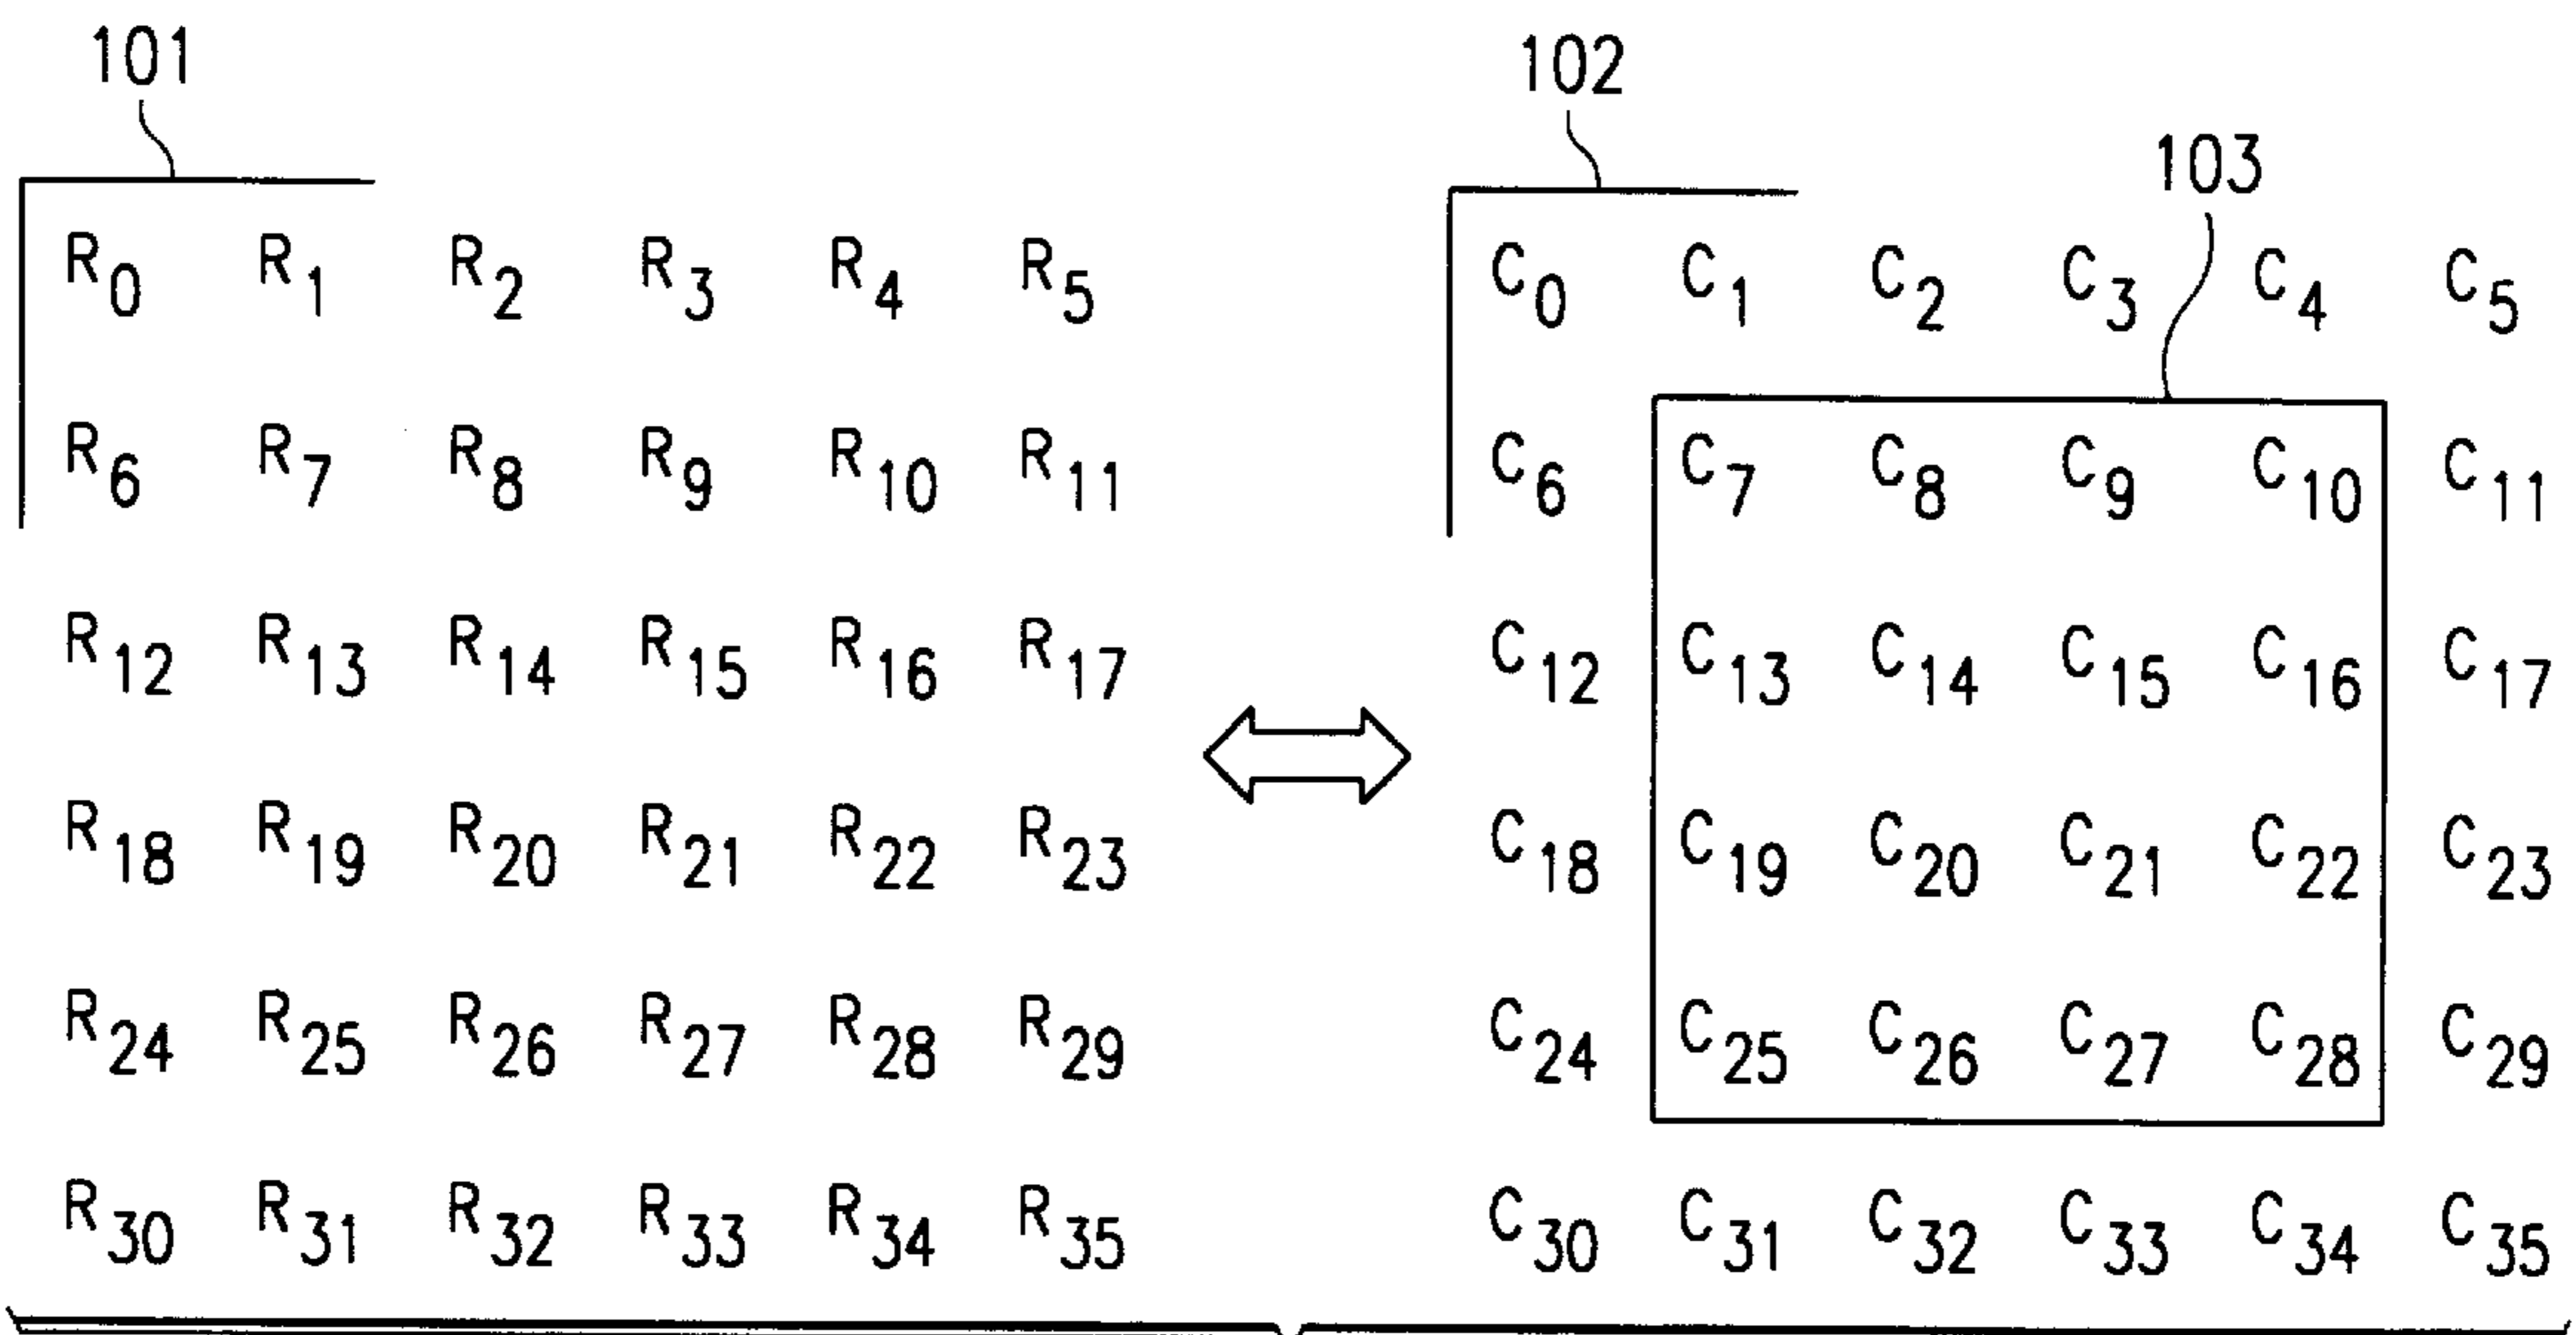 101 102
103
R0 R1 R2 R3 R4 R5 C0 C1 C2 C3 C4 C5
R6 R7 R8 R9 R10 R11 C6 C7 C8 C9 C10 C11
R12 R13 R14 R15 R16 R17 C12 C13 C14 C15 C16 C17
R18 R19 R20 R21 R22 R23 C18 C19 C20 C21 C22 C23
R24 R25 R26 R27 R28 R29 C24 C25 C26 C27 C28 C29
R30 R31 R32 R33 R34 R35 C30 C31 C32 C33 C34 C35